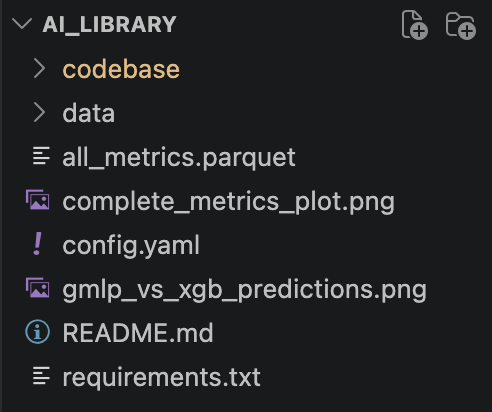 AI_LIBRARY
codebase
data
all_metrics.parquet
complete_metrics_plot.png
config.yaml
gmlp_vs_xgb_predictions.png
README.md
requirements.txt